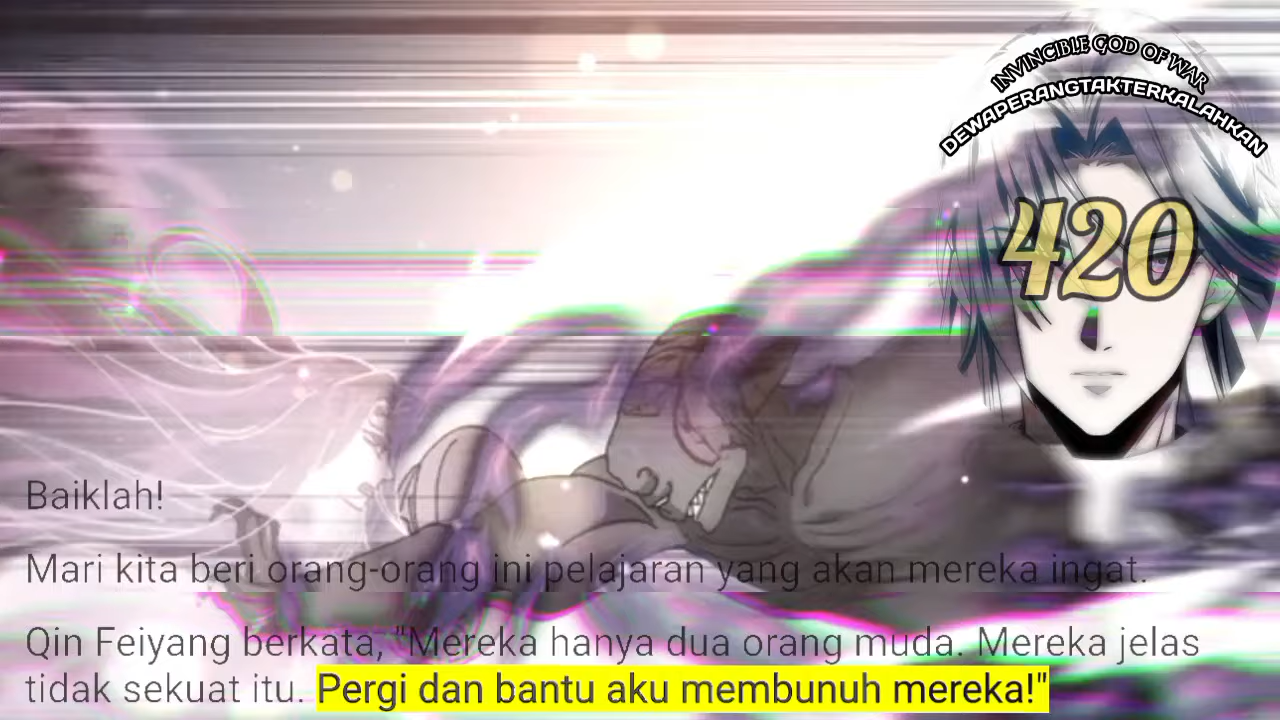 INVINCIBLE GOD OF WAR
DEWAPERANGTAKTERKALAHKAN
420
Baiklah!
Mari kita beri orang-orang ini pelajaran yang akan mereka ingat.
Qin Feiyang berkata, "Mereka hanya dua orang muda. Mereka jelas
tidak sekuat itu. Pergi dan bantu aku membunuh mereka!"